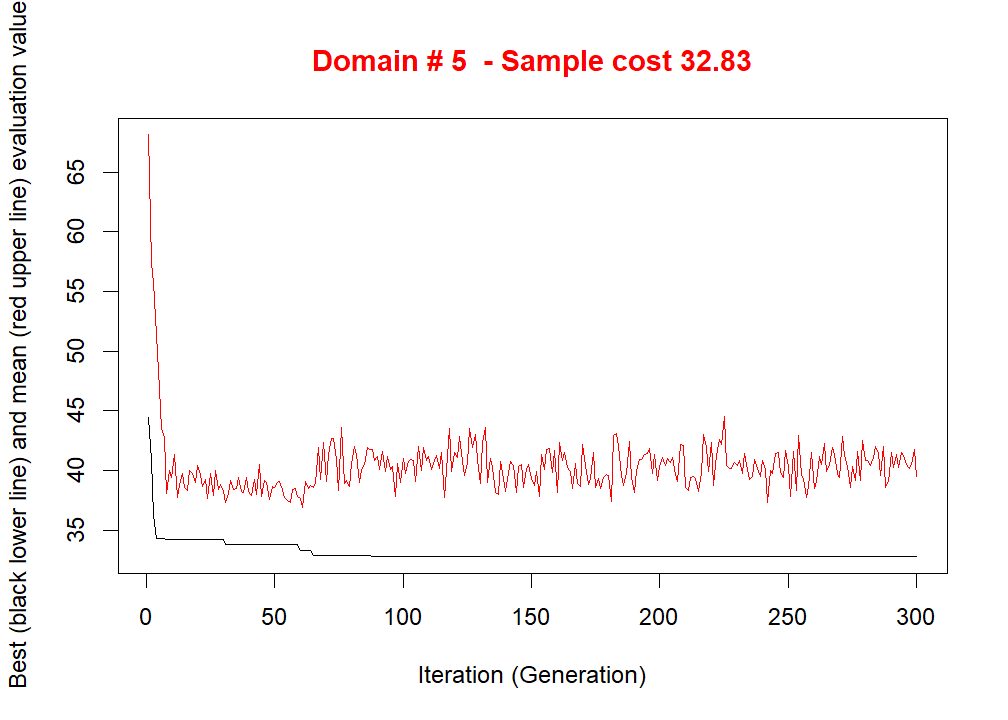 Domain # 5  - Sample cost 32.83
Best (black lower line) and mean (red upper line) evaluation value
65
60
55
50
45
40
35
0 50 100 150 200 250 300
Iteration (Generation)